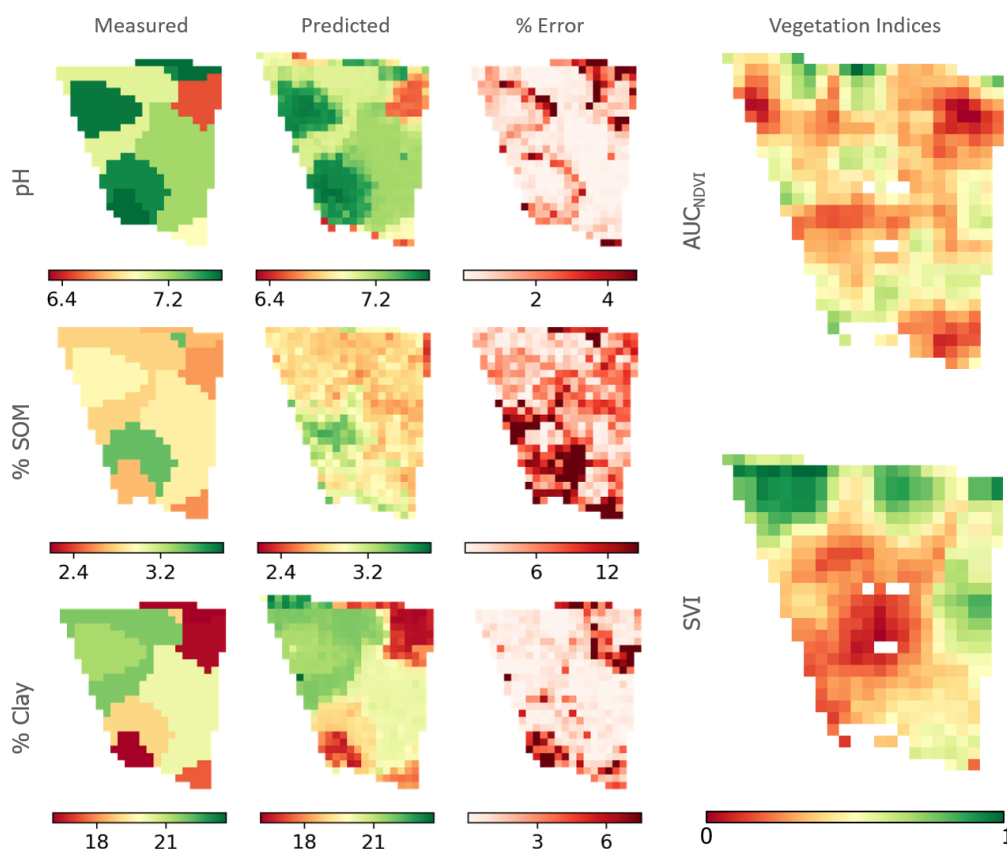 Measured Predicted % Error Vegetation Indices
pH
6.4 7.2 6.4 7.2 2 4
AUC_NDVI
% SOM
2.4 3.2 2.4 3.2 6 12
SVI
% Clay
18 21 18 21 3 6
0 1